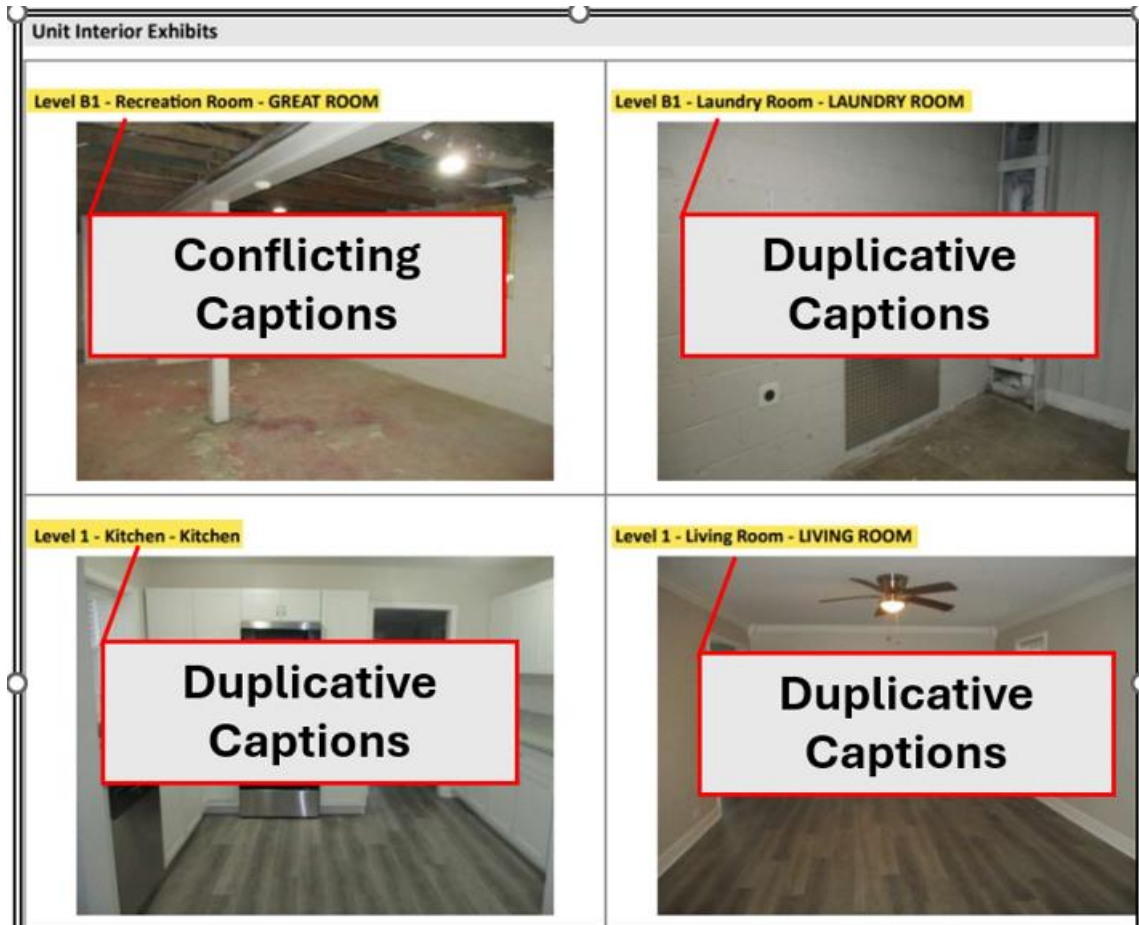 Unit Interior Exhibits
Level B1 - Recreation Room - GREAT ROOM
Conflicting
Captions
Level B1 - Laundry Room - LAUNDRY ROOM
Duplicative
Captions
Level 1 - Kitchen - Kitchen
Duplicative
Captions
Level 1 - Living Room - LIVING ROOM
Duplicative
Captions